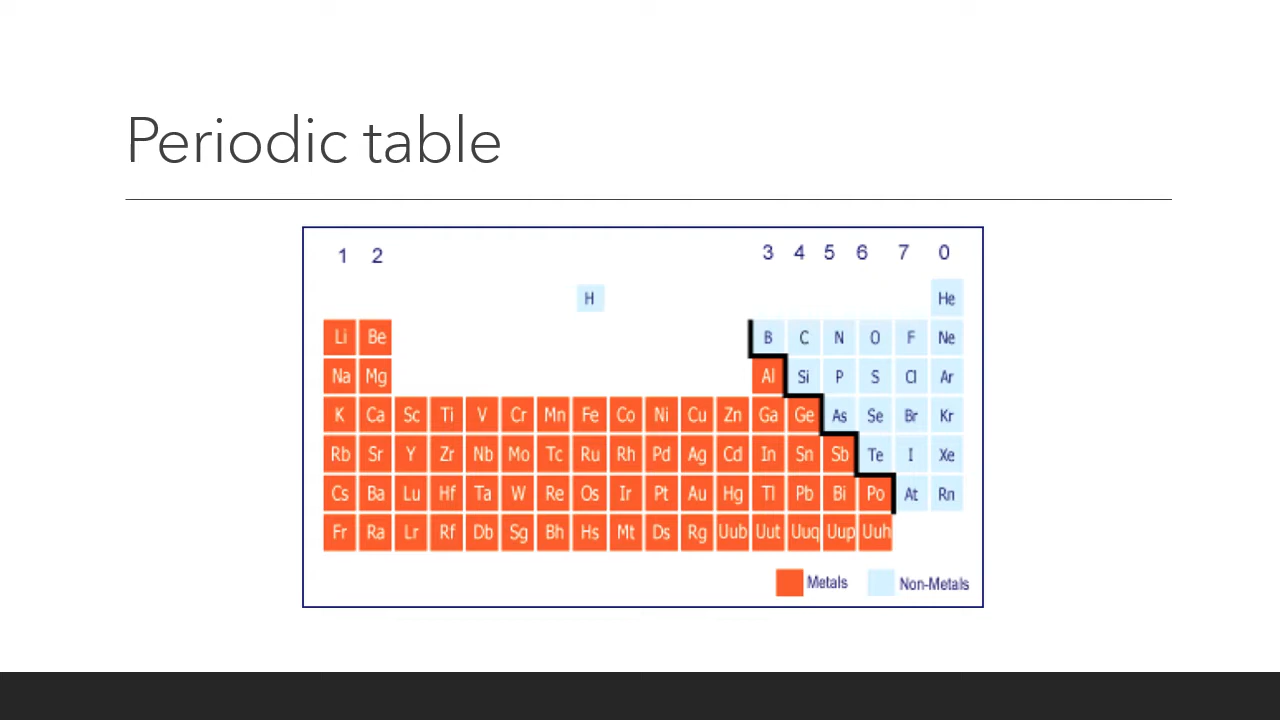 Periodic table
1 2 3 4 5 6 7 0
H He
Li Be B C N O F Ne
Na Mg Al Si P S Cl Ar
K Ca Sc Ti V Cr Mn Fe Co Ni Cu Zn Ga Ge As Se Br Kr
Rb Sr Y Zr Nb Mo Tc Ru Rh Pd Ag Cd In Sn Sb Te I Xe
Cs Ba Lu Hf Ta W Re Os Ir Pt Au Hg Tl Pb Bi Po At Rn
Fr Ra Lr Rf Db Sg Bh Hs Mt Ds Rg Uub Uut Uuq Uup Uuh
Metals Non-Metals